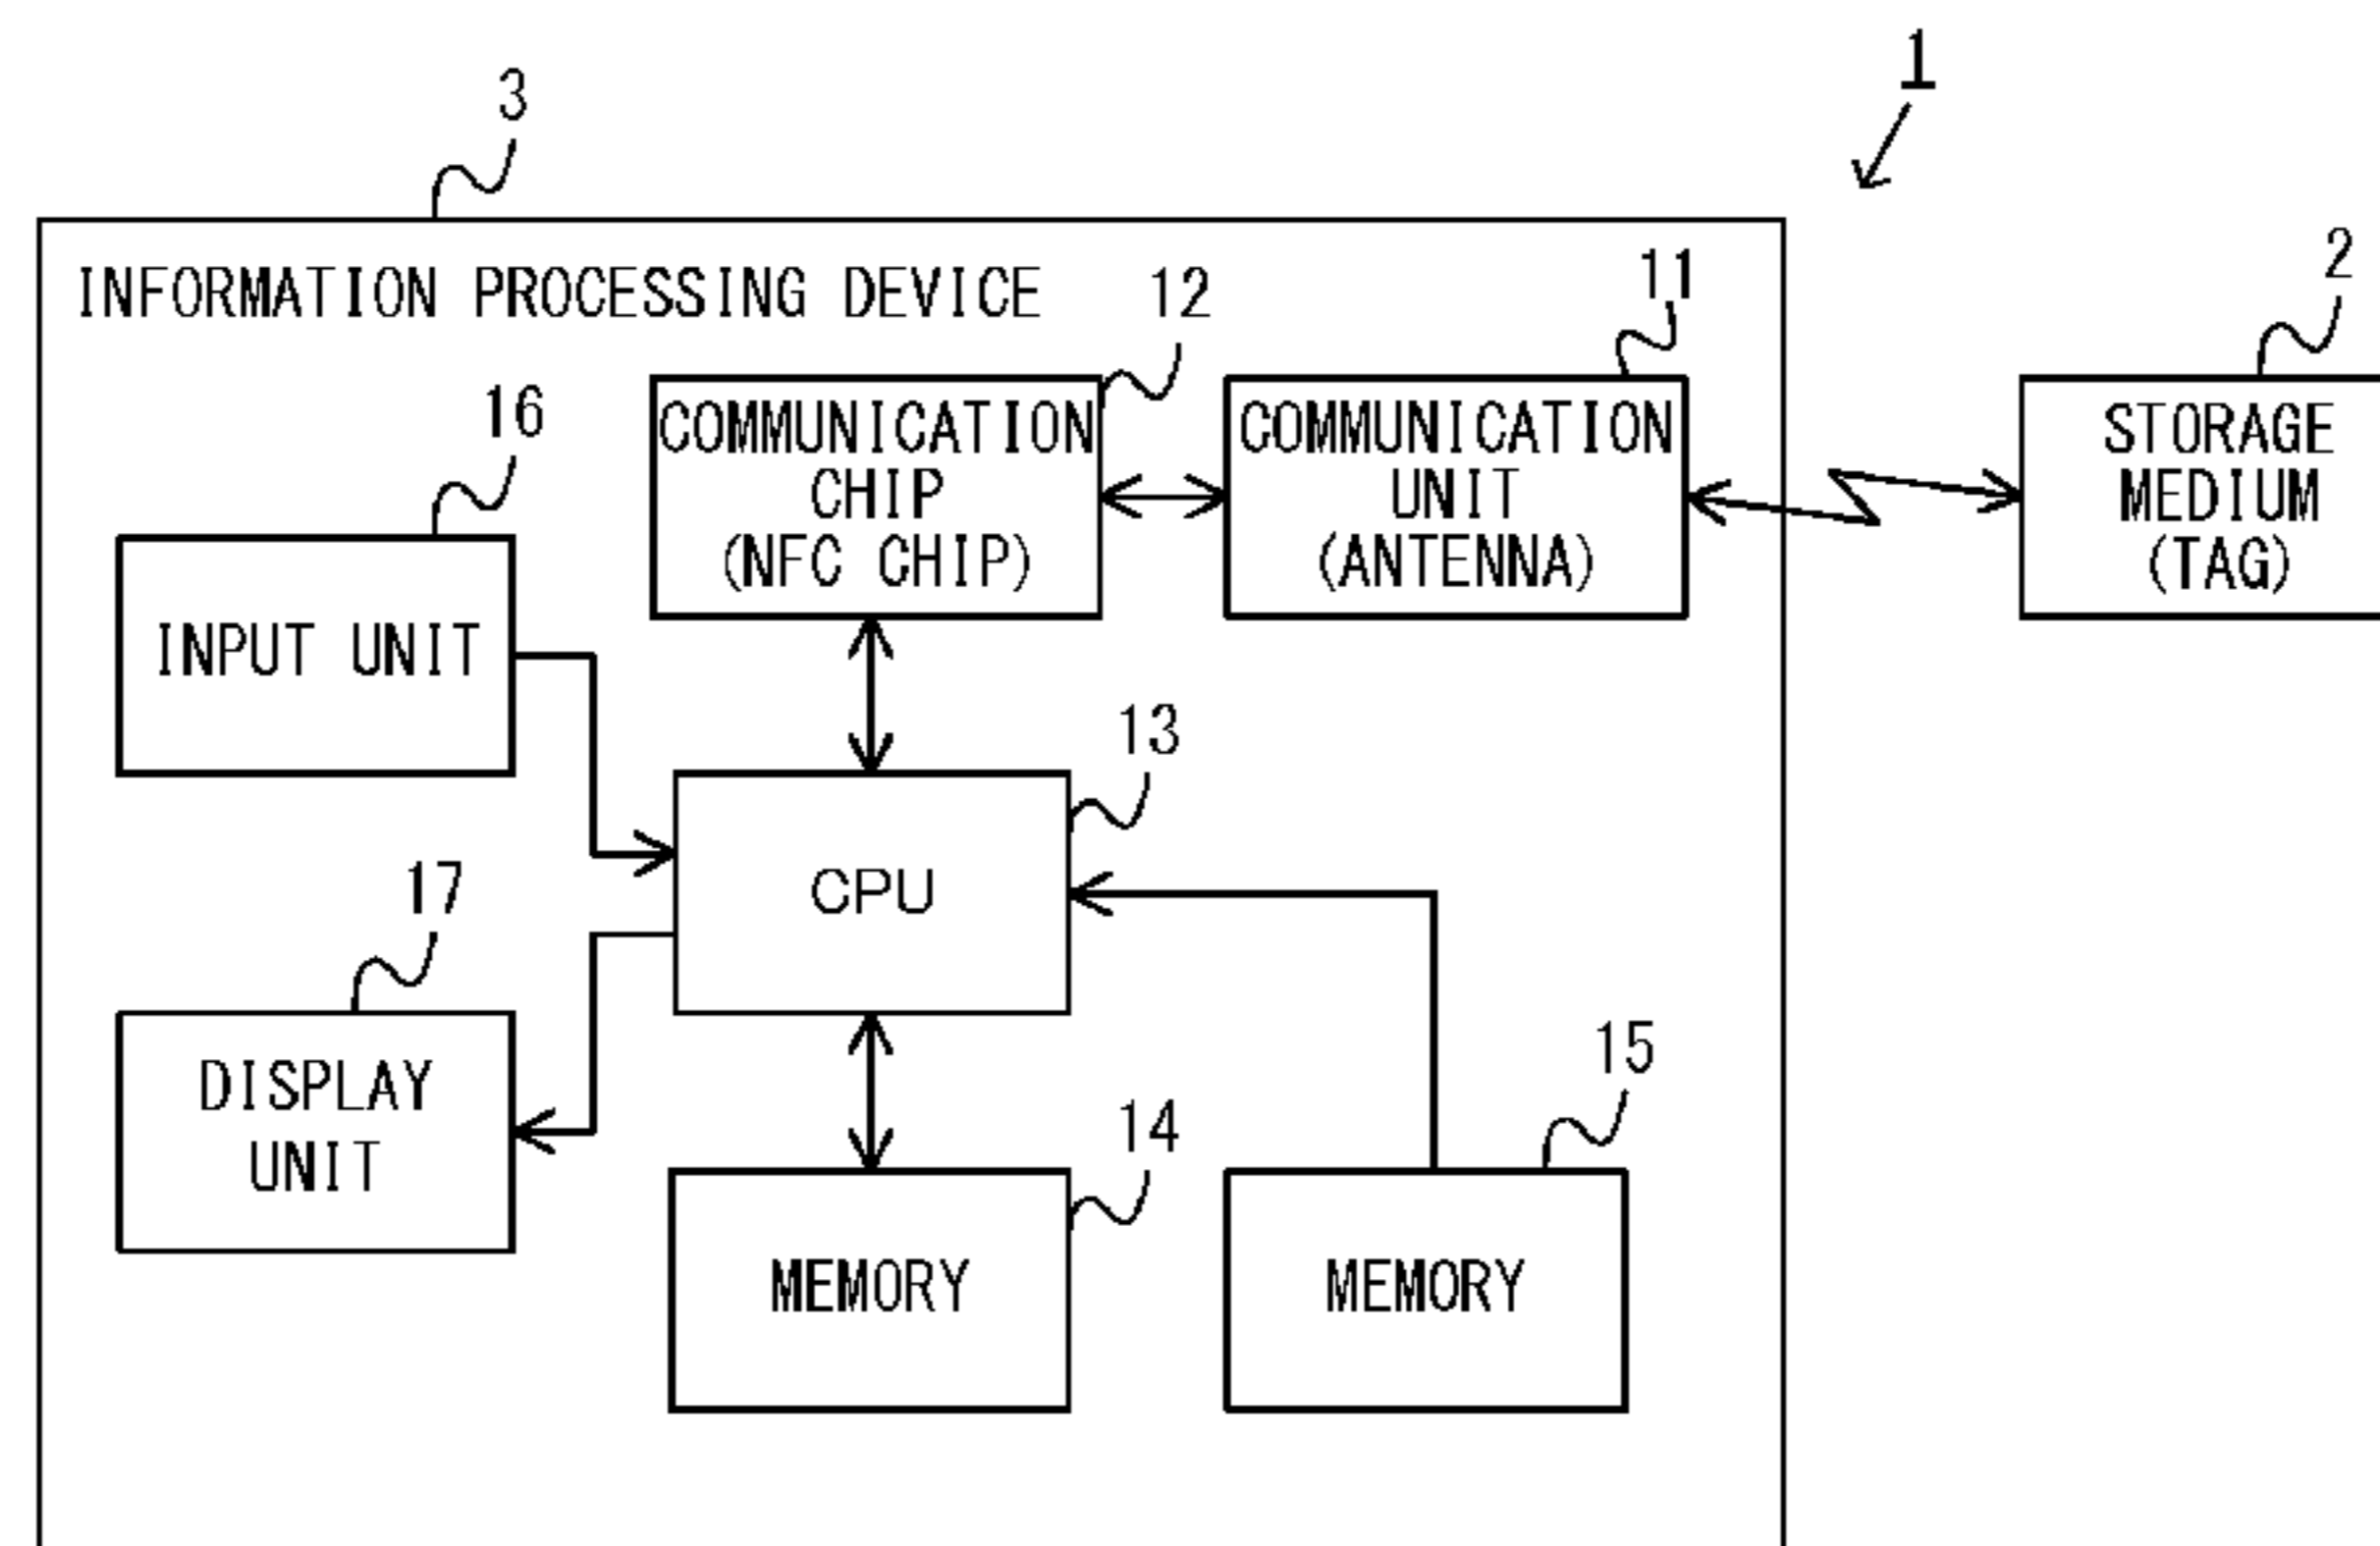 1
3
INFORMATION PROCESSING DEVICE
12
11
2
COMMUNICATION
CHIP
(NFC CHIP)
COMMUNICATION
UNIT
(ANTENNA)
STORAGE
MEDIUM
(TAG)
16
INPUT UNIT
13
CPU
17
DISPLAY
UNIT
14
MEMORY
15
MEMORY